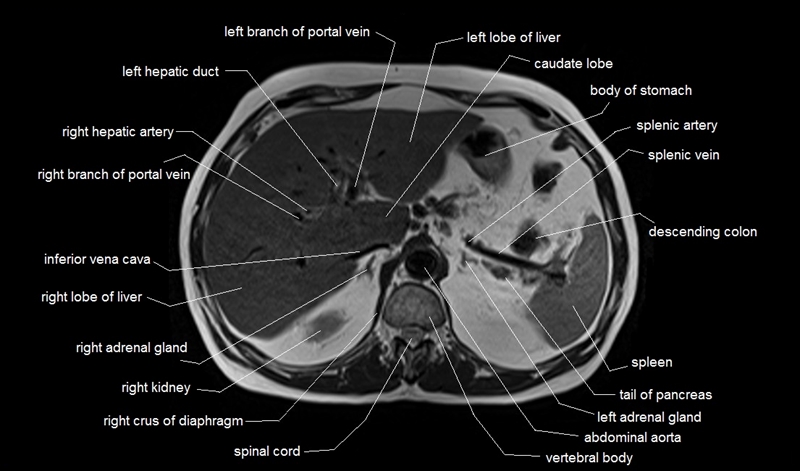 left branch of portal vein
left lobe of liver
left hepatic duct
caudate lobe
body of stomach
right hepatic artery
splenic artery
splenic vein
right branch of portal vein
descending colon
inferior vena cava
right lobe of liver
right adrenal gland
spleen
right kidney
tail of pancreas
right crus of diaphragm
left adrenal gland
abdominal aorta
spinal cord
vertebral body